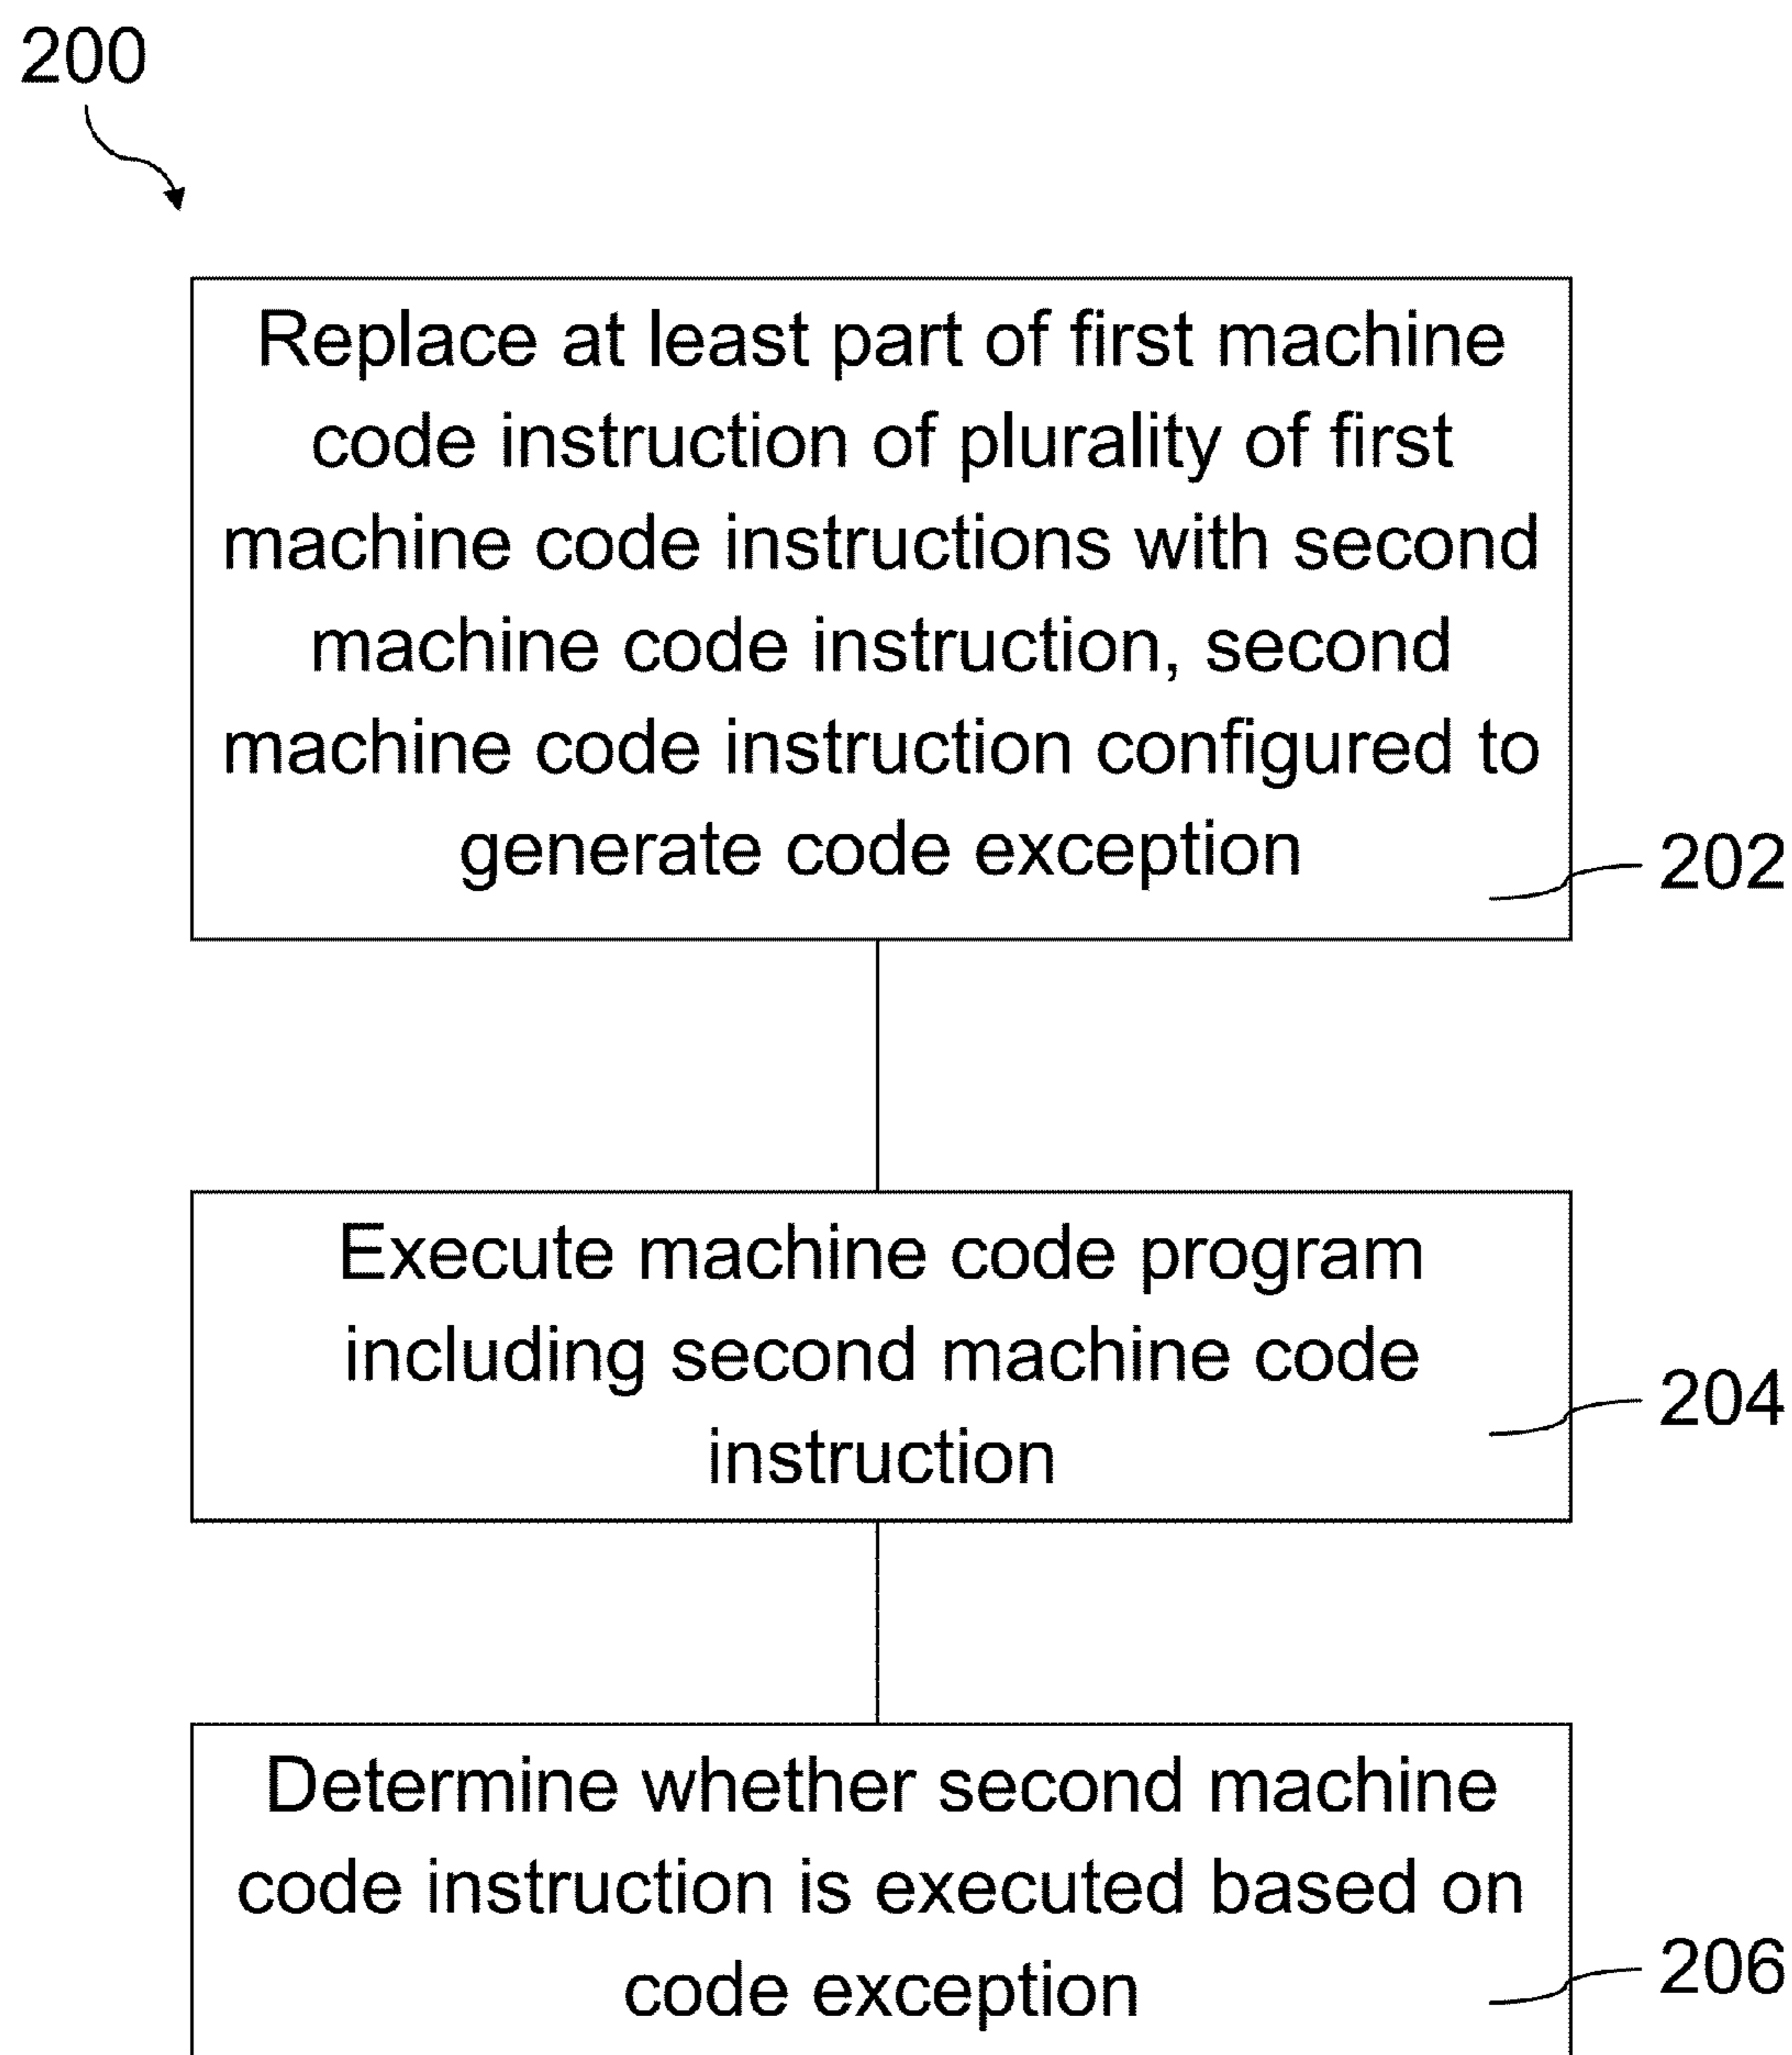 200
Replace at least part of first machine
code instruction of plurality of first
machine code instructions with second
machine code instruction, second
machine code instruction configured to
generate code exception
202
Execute machine code program
including second machine code
instruction
204
Determine whether second machine
code instruction is executed based on
code exception
206